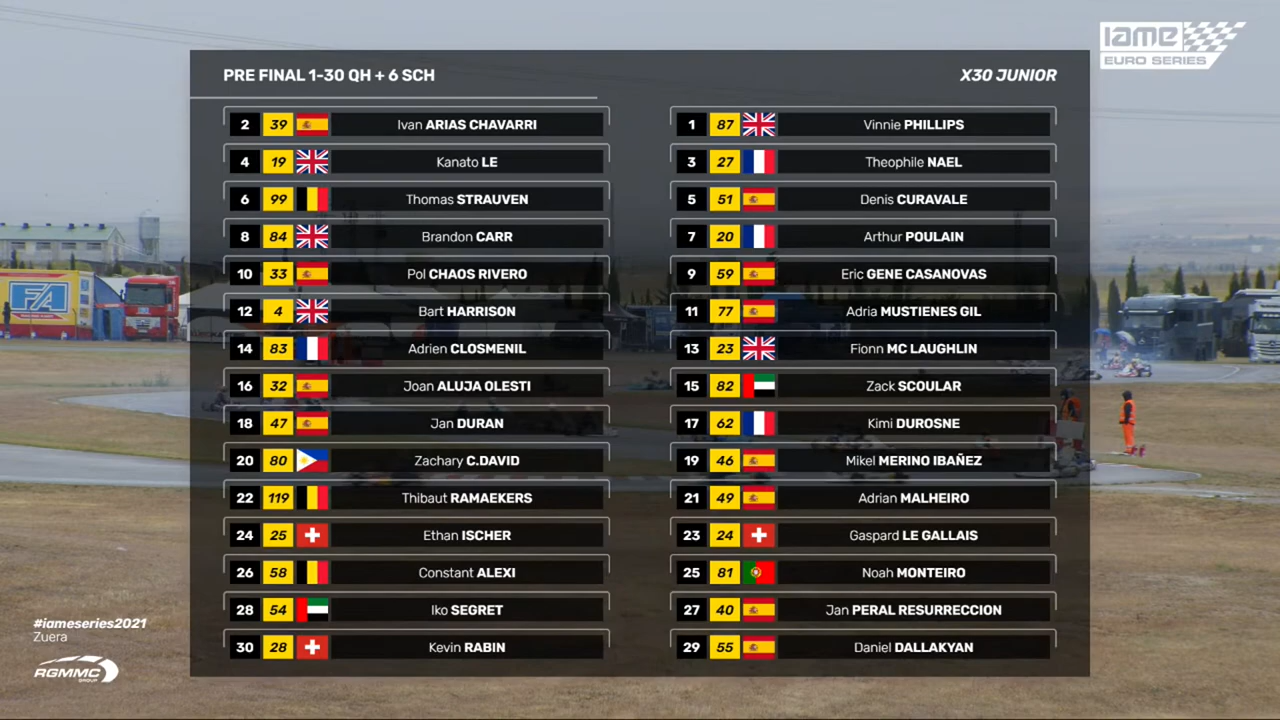 iame
EURO SERIES
PRE FINAL 1-30 QH + 6 SCH
X30 JUNIOR
2 39 Ivan ARIAS CHAVARRI
1 87 Vinnie PHILLIPS
4 19 Kanato LE
3 27 Theophile NAEL
6 99 Thomas STRAUVEN
5 51 Denis CURAVALE
8 84 Brandon CARR
7 20 Arthur POULAIN
10 33 Pol CHAOS RIVERO
9 59 Eric GENE CASANOVAS
12 4 Bart HARRISON
11 77 Adria MUSTIENES GIL
14 83 Adrien CLOSMENIL
13 23 Fionn MC LAUGHLIN
16 32 Joan ALUJA OLESTI
15 82 Zack SCOULAR
18 47 Jan DURAN
17 62 Kimi DUROSNE
20 80 Zachary C.DAVID
19 46 Mikel MERINO IBAÑEZ
22 119 Thibaut RAMAEKERS
21 49 Adrian MALHEIRO
24 25 Ethan ISCHER
23 24 Gaspard LE GALLAIS
26 58 Constant ALEXI
25 81 Noah MONTEIRO
28 54 Iko SEGRET
27 40 Jan PERAL RESURRECCION
30 28 Kevin RABIN
29 55 Daniel DALLAKYAN
FA
#iameseries2021
Zuera
RGMMC
GROUP